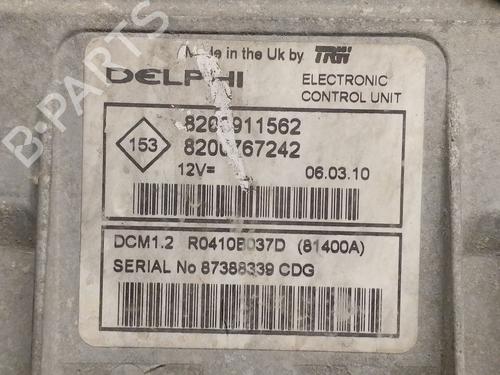 B-PARTS
Made in the Uk by TRW
DELPHI
ELECTRONIC
CONTROL UNIT
153
8200911562
8200767242
12V=
06.03.10
DCM1.2 R0410B037D (81400A)
SERIAL No 87388339 CDG